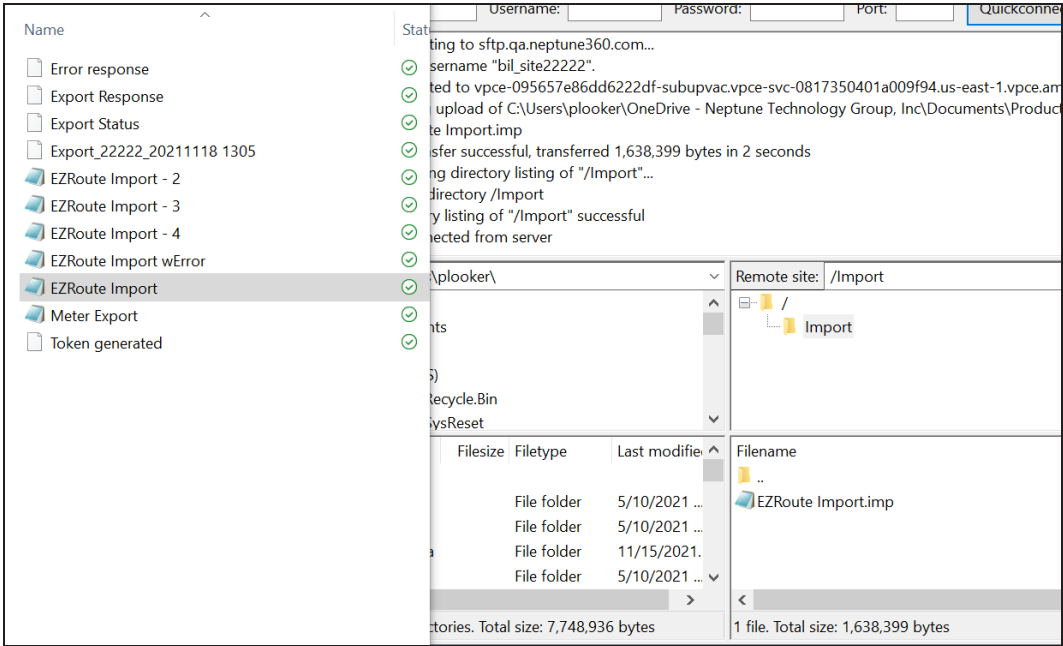 Name
Stat
Error response
Export Response
Export Status
Export_22222_20211118 1305
EZRoute Import - 2
EZRoute Import - 3
EZRoute Import - 4
EZRoute Import wError
EZRoute Import
Meter Export
Token generated
Username: Password: Port: Quickconnec
ting to sftp.qa.neptune360.com...
sername "bil_site22222".
ted to vpce-095657e86dd6222df-subupvac.vpce-svc-0817350401a009f94.us-east-1.vpce.am
upload of C:\Users\plooker\OneDrive - Neptune Technology Group, Inc\Documents\Product
te Import.imp
nsfer successful, transferred 1,638,399 bytes in 2 seconds
ng directory listing of "/Import"...
directory /Import
ry listing of "/Import" successful
nected from server
\plooker\
nts
S)
Recycle.Bin
SysReset
Remote site: /Import
/
Import
Filesize Filetype Last modifie
File folder 5/10/2021 ...
File folder 5/10/2021 ...
a File folder 11/15/2021.
File folder 5/10/2021 ...
ctories. Total size: 7,748,936 bytes
Filename
..
EZRoute Import.imp
1 file. Total size: 1,638,399 bytes